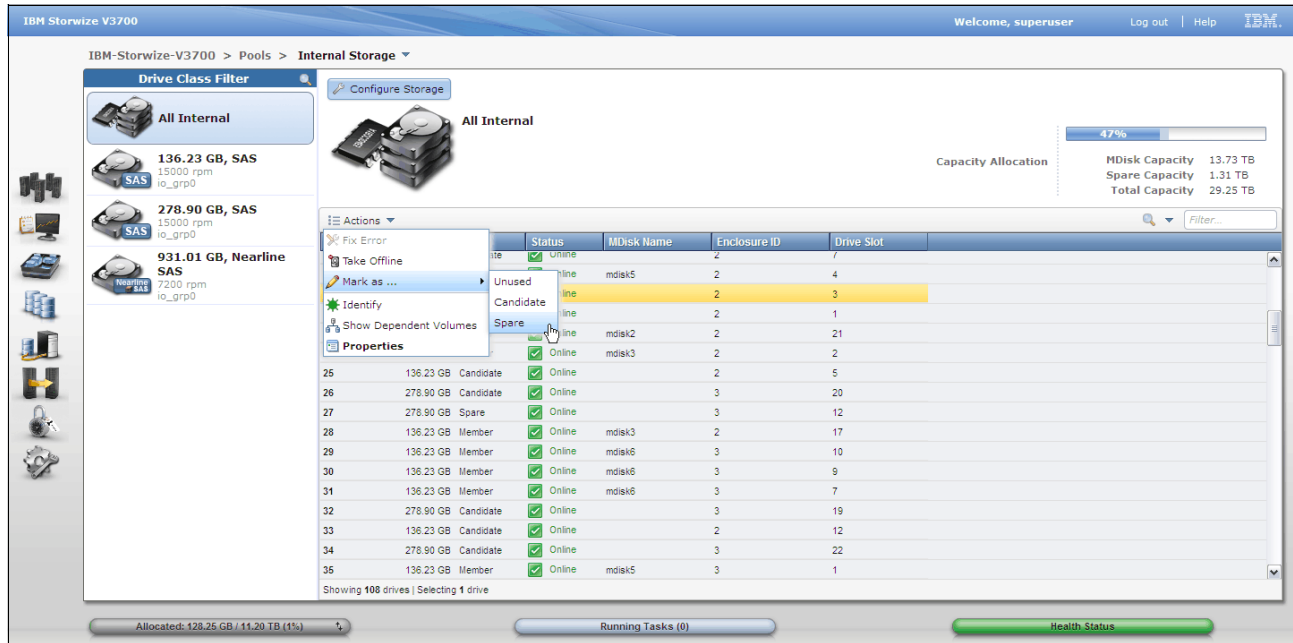 IBM Storwize V3700 Welcome, superuser Log out | Help IBM.
IBM-Storwize-V3700 > Pools > Internal Storage
Drive Class Filter
All Internal
136.23 GB, SAS
15000 rpm
io_grp0
SAS
278.90 GB, SAS
15000 rpm
io_grp0
SAS
931.01 GB, Nearline
SAS
7200 rpm
io_grp0
Nearline
SAS
Configure Storage
All Internal
Capacity Allocation
47%
MDisk Capacity 13.73 TB
Spare Capacity 1.31 TB
Total Capacity 29.25 TB
Actions
Filter...
Fix Error
Take Offline
Mark as ...
Identify
Show Dependent Volumes
Properties
Unused
Candidate
Spare
Status MDisk Name Enclosure ID Drive Slot
Online 2 7
mdisk5 2 4
2 3
2 1
mdisk2 2 21
Online mdisk3 2 2
25 136.23 GB Candidate Online 2 5
26 278.90 GB Candidate Online 3 20
27 278.90 GB Spare Online 3 12
28 136.23 GB Member Online mdisk3 2 17
29 136.23 GB Member Online mdisk6 3 10
30 136.23 GB Member Online mdisk6 3 9
31 136.23 GB Member Online mdisk6 3 7
32 278.90 GB Candidate Online 3 19
33 136.23 GB Candidate Online 2 12
34 278.90 GB Candidate Online 3 22
35 136.23 GB Member Online mdisk5 3 1
Showing 108 drives | Selecting 1 drive
Allocated: 128.25 GB / 11.20 TB (1%) Running Tasks (0) Health Status